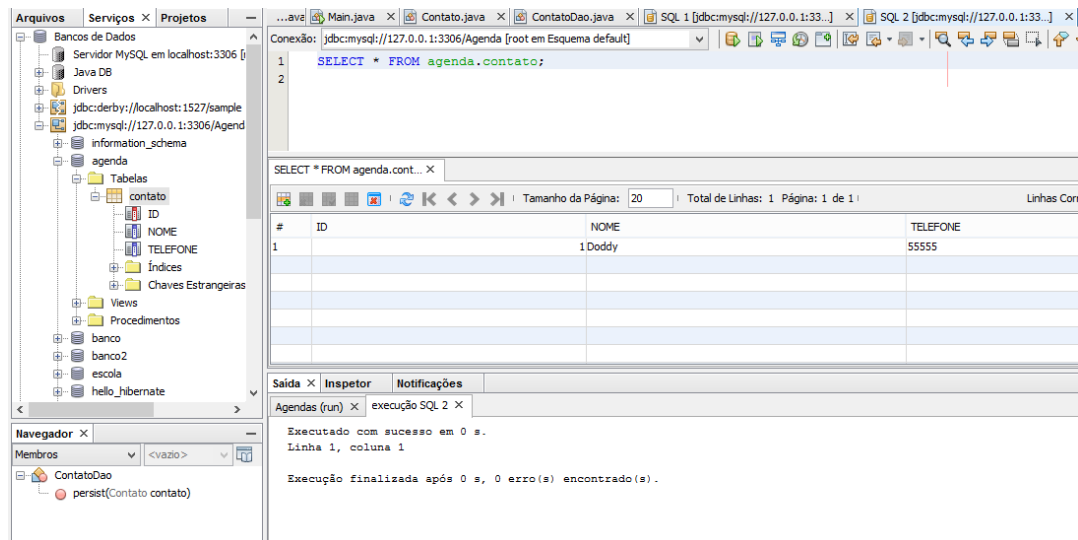 Arquivos Serviços Projetos
Bancos de Dados
Servidor MySQL em localhost:3306 [r
Java DB
Drivers
jdbc:derby://localhost:1527/sample
jdbc:mysql://127.0.0.1:3306/Agend
information_schema
agenda
Tabelas
contato
ID
NOME
TELEFONE
Índices
Chaves Estrangeiras
Views
Procedimentos
banco
banco2
escola
hello_hibernate
Navegador
Membros <vazio>
ContatoDao
persist(Contato contato)
...ava Main.java Contato.java ContatoDao.java SQL 1 [jdbc:mysql://127.0.0.1:33...] SQL 2 [jdbc:mysql://127.0.0.1:33...]
Conexão: jdbc:mysql://127.0.0.1:3306/Agenda [root em Esquema default]
1 SELECT * FROM agenda.contato;
2
SELECT * FROM agenda.cont...
Tamanho da Página: 20 Total de Linhas: 1 Página: 1 de 1 Linhas Corr
# ID NOME TELEFONE
1 1 Doddy 55555
Saída Inspetor Notificações
Agendas (run) execução SQL 2
Executado com sucesso em 0 s.
Linha 1, coluna 1
Execução finalizada após 0 s, 0 erro(s) encontrado(s).